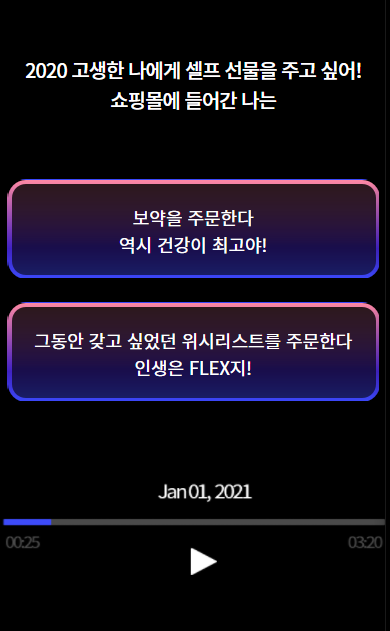 2020 고생한 나에게 셀프 선물을 주고 싶어!
쇼핑몰에 들어간 나는
보약을 주문한다
역시 건강이 최고야!
그동안 갖고 싶었던 위시리스트를 주문한다
인생은 FLEX지!
Jan 01, 2021
00:25
03:20